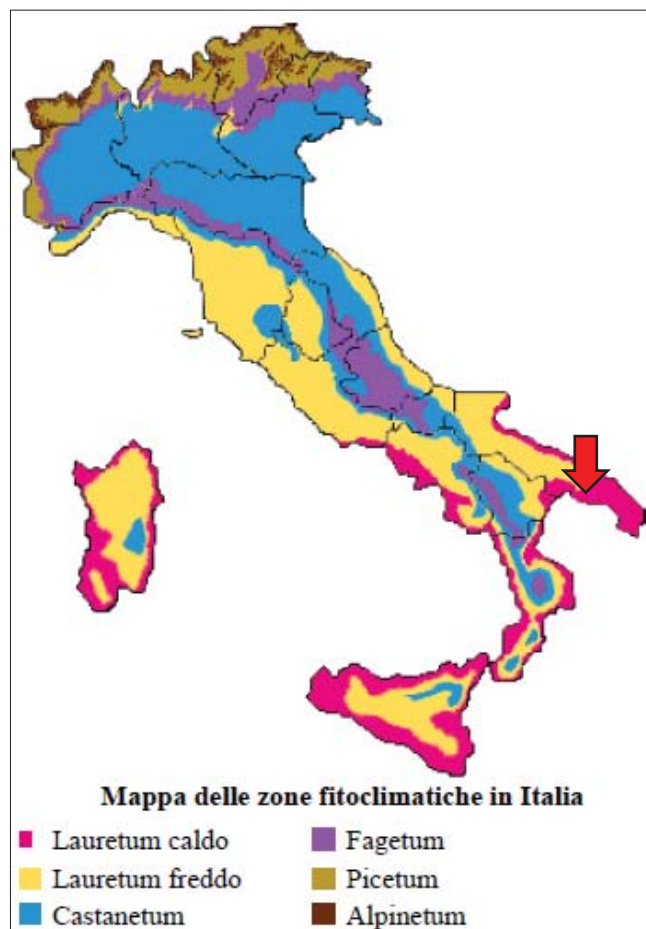 Mappa delle zone fitoclimatiche in Italia
Lauretum caldo
Fagetum
Lauretum freddo
Picetum
Castanetum
Alpinetum